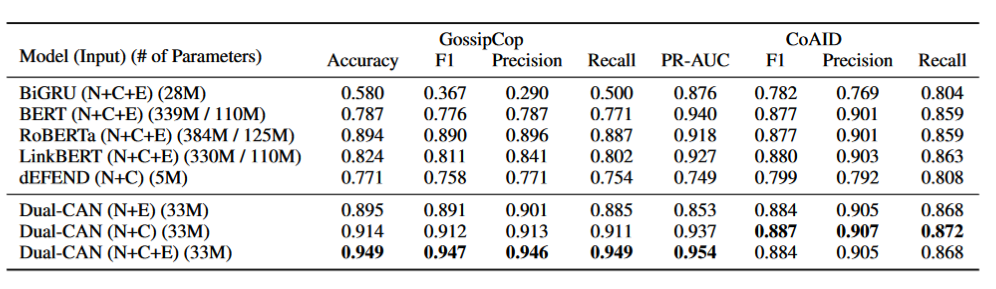 GossipCop CoAID
Model (Input) (# of Parameters) Accuracy F1 Precision Recall PR-AUC F1 Precision Recall
BiGRU (N+C+E) (28M) 0.580 0.367 0.290 0.500 0.876 0.782 0.769 0.804
BERT (N+C+E) (339M / 110M) 0.787 0.776 0.787 0.771 0.940 0.877 0.901 0.859
RoBERTa (N+C+E) (384M / 125M) 0.894 0.890 0.896 0.887 0.918 0.877 0.901 0.859
LinkBERT (N+C+E) (330M / 110M) 0.824 0.811 0.841 0.802 0.927 0.880 0.903 0.863
dEFEND (N+C) (5M) 0.771 0.758 0.771 0.754 0.749 0.799 0.792 0.808
Dual-CAN (N+E) (33M) 0.895 0.891 0.901 0.885 0.853 0.884 0.905 0.868
Dual-CAN (N+C) (33M) 0.914 0.912 0.913 0.911 0.937 0.887 0.907 0.872
Dual-CAN (N+C+E) (33M) 0.949 0.947 0.946 0.949 0.954 0.884 0.905 0.868